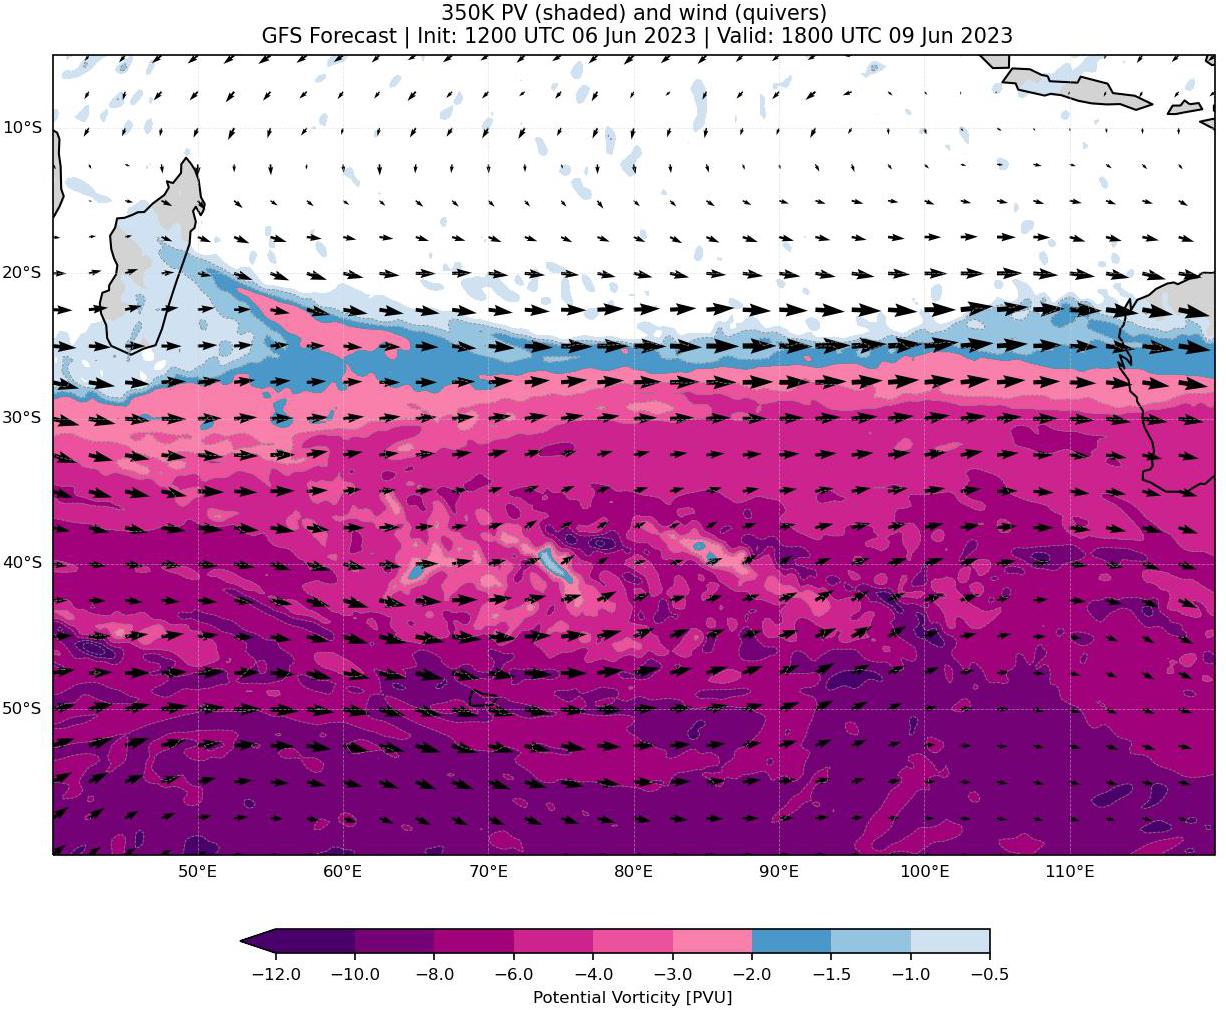 350K PV (shaded) and wind (quivers)
GFS Forecast | Init: 1200 UTC 06 Jun 2023 | Valid: 1800 UTC 09 Jun 2023
10°S
20°S
30°S
40°S
50°S
50°E 60°E 70°E 80°E 90°E 100°E 110°E
−12.0 −10.0 −8.0 −6.0 −4.0 −3.0 −2.0 −1.5 −1.0 −0.5
Potential Vorticity [PVU]